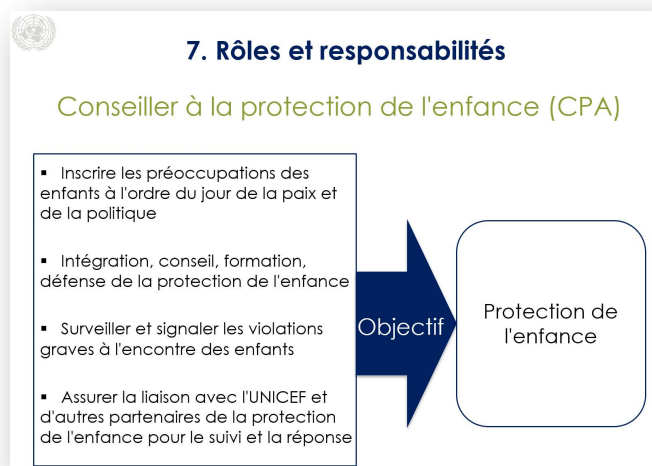 7. Rôles et responsabilités
Conseiller à la protection de l'enfance (CPA)
▪ Inscrire les préoccupations des
enfants à l'ordre du jour de la paix et
de la politique
▪ Intégration, conseil, formation,
défense de la protection de l'enfance
▪ Surveiller et signaler les violations
graves à l'encontre des enfants
▪ Assurer la liaison avec l'UNICEF et
d'autres partenaires de la protection
de l'enfance pour le suivi et la réponse
Objectif
Protection de
l'enfance